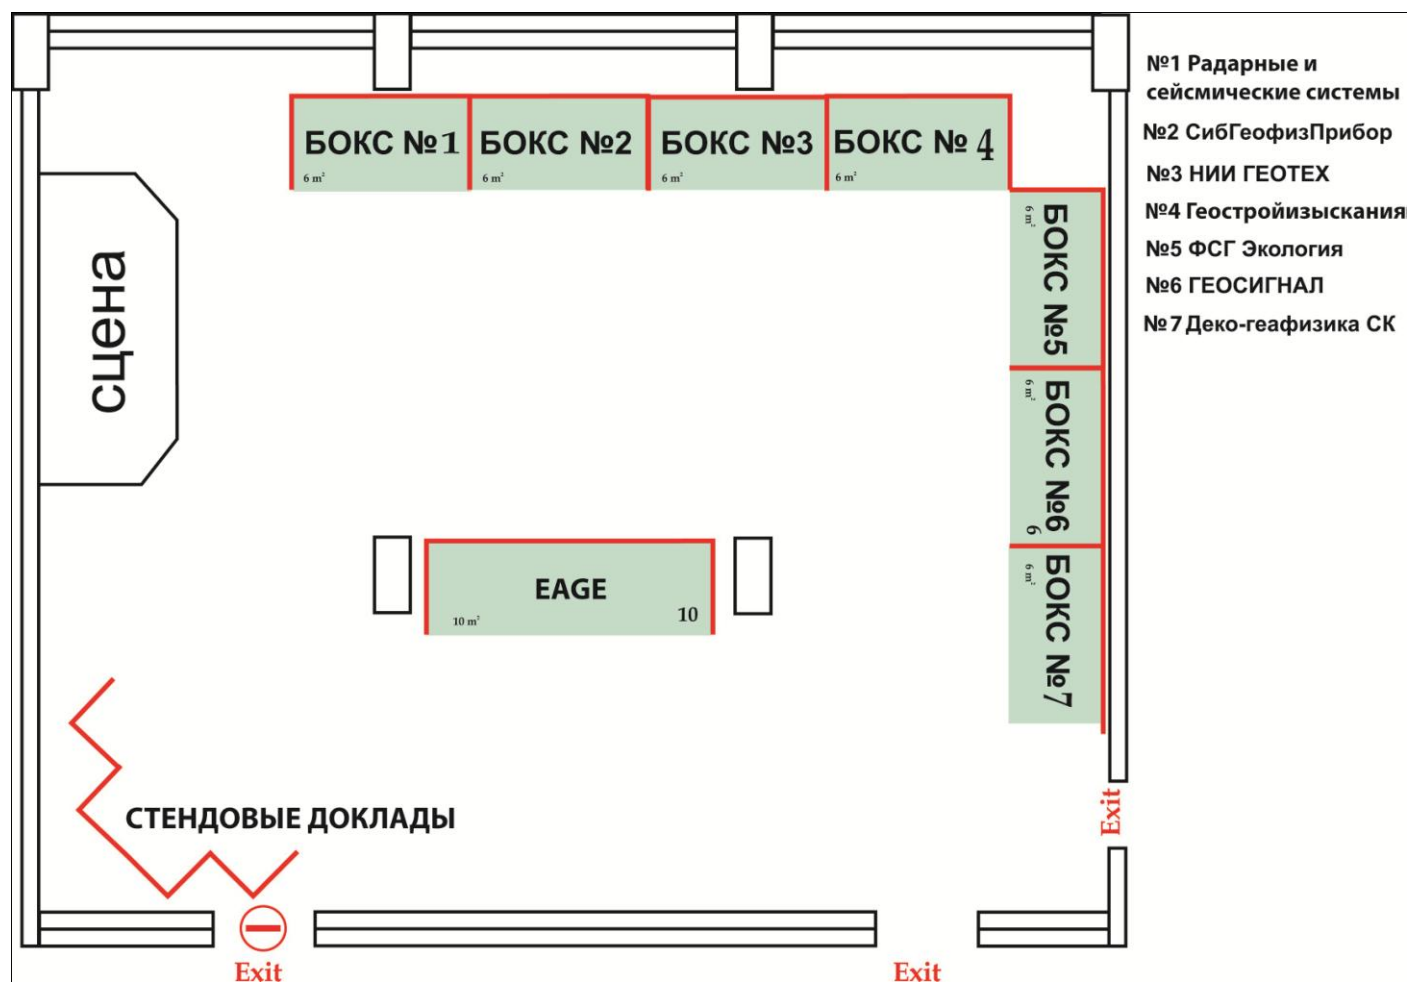 БОКС №1
6 m²
БОКС №2
6 m²
БОКС №3
6 m²
БОКС № 4
6 m²
№1 Радарные и
сейсмические системы
№2 СибГеофизПрибор
№3 НИИ ГЕОТЕХ
№4 Геостройизыскания
№5 ФСГ Экология
№6 ГЕОСИГНАЛ
№7 Деко-геафизика СК
сцена
БОКС №5
6 m²
БОКС №6
6 m²
6
БОКС №7
6 m²
EAGE
10 m²
10
СТЕНДОВЫЕ ДОКЛАДЫ
Exit
Exit
Exit